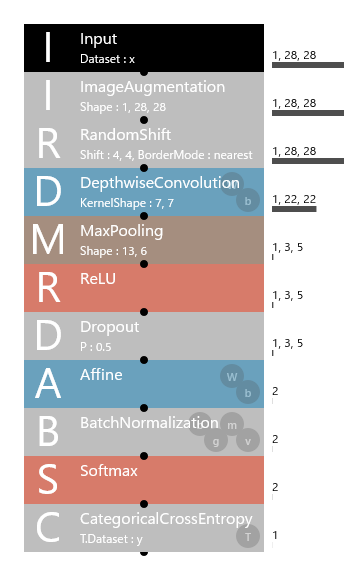 I
Input
Dataset : x
1, 28, 28
I
ImageAugmentation
Shape : 1, 28, 28
1, 28, 28
R
RandomShift
Shift : 4, 4, BorderMode : nearest
1, 28, 28
D
DepthwiseConvolution
KernelShape : 7, 7
b
1, 22, 22
M
MaxPooling
Shape : 13, 6
1, 3, 5
R
ReLU
1, 3, 5
D
Dropout
P : 0.5
1, 3, 5
A
Affine
W
b
2
B
BatchNormalization
m
g
v
2
S
Softmax
2
C
CategoricalCrossEntropy
T.Dataset : y
T
1